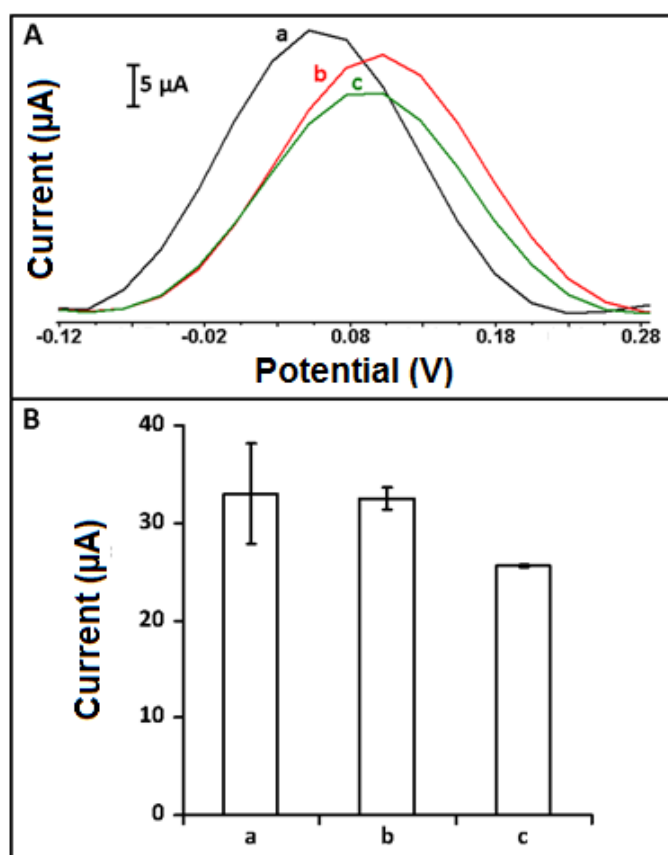 A
a
5 µA
b
c
Current (µA)
-0.12 -0.02 0.08 0.18 0.28
Potential (V)
B
40
30
20
10
0
Current (µA)
a b c